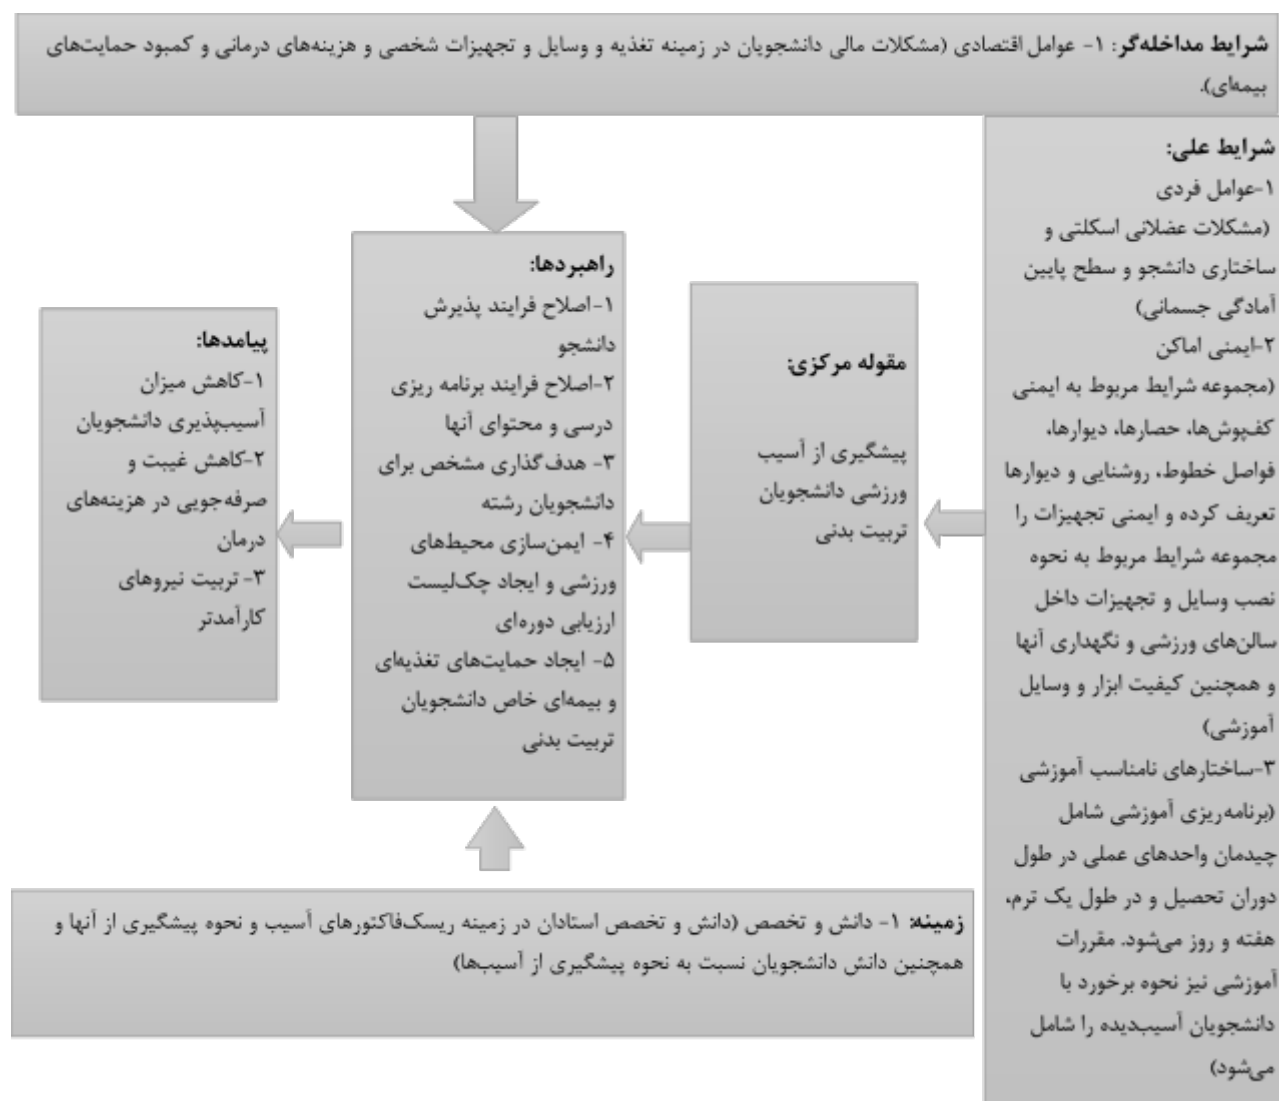 شرایط مداخله‌گر: ۱- عوامل اقتصادی (مشکلات مالی دانشجویان در زمینه تغذیه و وسایل و تجهیزات شخصی و هزینه‌های درمانی و کمبود حمایت‌های
بیمه‌ای).
شرایط علی:
۱-عوامل فردی
(مشکلات عضلانی اسکلتی و
ساختاری دانشجو و سطح پایین
آمادگی جسمانی)
۲-ایمنی اماکن
(مجموعه شرایط مربوط به ایمنی
کف‌پوش‌ها، حصارها، دیوارها،
فواصل خطوط، روشنایی و دیوارها
تعریف کرده و ایمنی تجهیزات را
مجموعه شرایط مربوط به نحوه
نصب وسایل و تجهیزات داخل
سالن‌های ورزشی و نگهداری آنها
و همچنین کیفیت ابزار و وسایل
آموزشی)
۳-ساختارهای نامناسب آموزشی
(برنامه‌ریزی آموزشی شامل
چیدمان واحدهای عملی در طول
دوران تحصیل و در طول یک ترم،
هفته و روز می‌شود. مقررات
آموزشی نیز نحوه برخورد با
دانشجویان آسیب‌دیده را شامل
می‌شود)
مقوله مرکزی:
پیشگیری از آسیب
ورزشی دانشجویان
تربیت بدنی
راهبردها:
۱-اصلاح فرایند پذیرش
دانشجو
۲-اصلاح فرایند برنامه ریزی
درسی و محتوای آنها
۳- هدف گذاری مشخص برای
دانشجویان رشته
۴- ایمن‌سازی محیط‌های
ورزشی و ایجاد چک‌لیست
ارزیابی دوره‌ای
۵- ایجاد حمایت‌های تغذیه‌ای
و بیمه‌ای خاص دانشجویان
تربیت بدنی
پیامدها:
۱-کاهش میزان
آسیب‌پذیری دانشجویان
۲-کاهش غیبت و
صرفه‌جویی در هزینه‌های
درمان
۳- تربیت نیروهای
کارآمدتر
زمینه: ۱- دانش و تخصص (دانش و تخصص استادان در زمینه ریسک‌فاکتورهای آسیب و نحوه پیشگیری از آنها و
همچنین دانش دانشجویان نسبت به نحوه پیشگیری از آسیب‌ها)